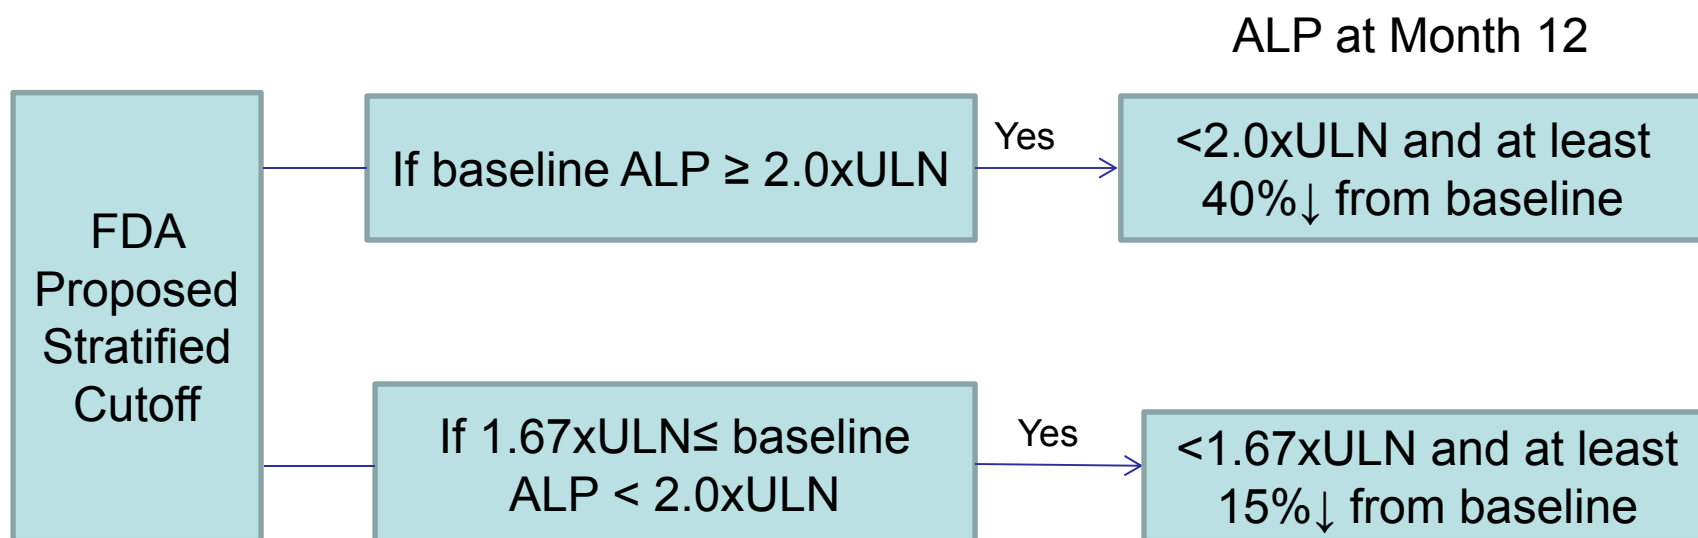 ALP at Month 12
FDA
Proposed
Stratified
Cutoff
If baseline ALP ≥ 2.0xULN
Yes
<2.0xULN and at least
40%↓ from baseline
If 1.67xULN≤ baseline
ALP < 2.0xULN
Yes
<1.67xULN and at least
15%↓ from baseline